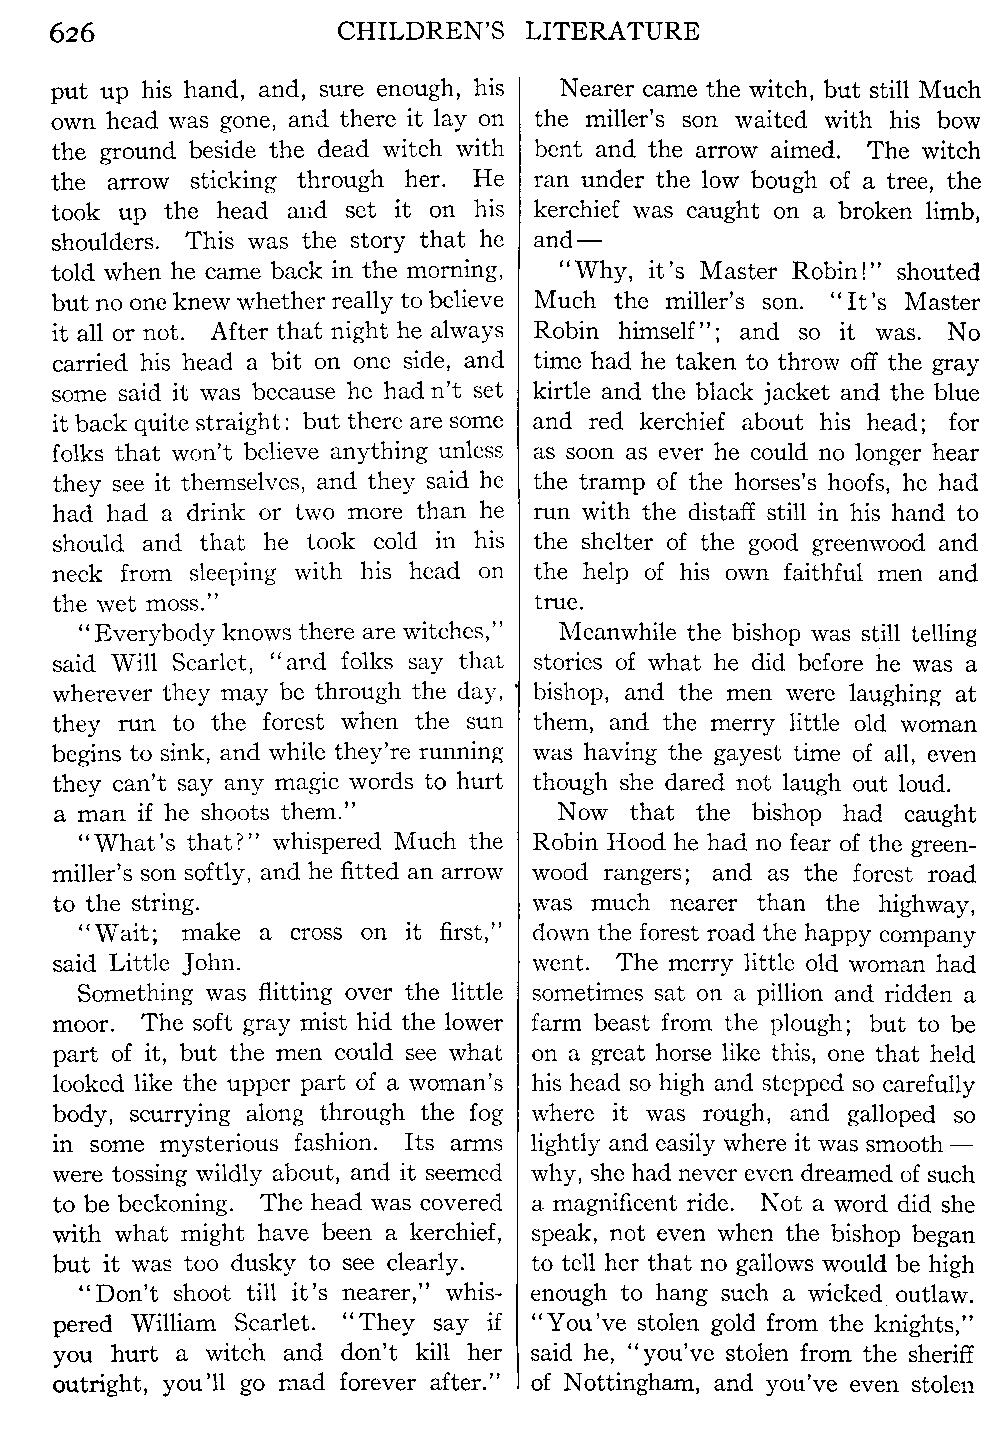 626 CHILDREN'S LITERATURE
put up his hand, and, sure enough, his
own head was gone, and there it lay on
the ground beside the dead witch with
the arrow sticking through her. He
took up the head and set it on his
shoulders. This was the story that he
told when he came back in the morning,
but no one knew whether really to believe
it all or not. After that night he always
carried his head a bit on one side, and
some said it was because he had n't set
it back quite straight: but there are some
folks that won't believe anything unless
they see it themselves, and they said he
had had a drink or two more than he
should and that he took cold in his
neck from sleeping with his head on
the wet moss."
"Everybody knows there are witches,"
said Will Scarlet, "and folks say that
wherever they may be through the day,
they run to the forest when the sun
begins to sink, and while they're running
they can't say any magic words to hurt
a man if he shoots them."
"What's that?" whispered Much the
miller's son softly, and he fitted an arrow
to the string.
"Wait; make a cross on it first,"
said Little John.
Something was flitting over the little
moor. The soft gray mist hid the lower
part of it, but the men could see what
looked like the upper part of a woman's
body, scurrying along through the fog
in some mysterious fashion. Its arms
were tossing wildly about, and it seemed
to be beckoning. The head was covered
with what might have been a kerchief,
but it was too dusky to see clearly.
"Don't shoot till it's nearer," whis-
pered William Scarlet. "They say if
you hurt a witch and don't kill her
outright, you'll go mad forever after."
Nearer came the witch, but still Much
the miller's son waited with his bow
bent and the arrow aimed. The witch
ran under the low bough of a tree, the
kerchief was caught on a broken limb,
and—
"Why, it's Master Robin!" shouted
Much the miller's son. "It's Master
Robin himself"; and so it was. No
time had he taken to throw off the gray
kirtle and the black jacket and the blue
and red kerchief about his head; for
as soon as ever he could no longer hear
the tramp of the horses's hoofs, he had
run with the distaff still in his hand to
the shelter of the good greenwood and
the help of his own faithful men and
true.
Meanwhile the bishop was still telling
stories of what he did before he was a
bishop, and the men were laughing at
them, and the merry little old woman
was having the gayest time of all, even
though she dared not laugh out loud.
Now that the bishop had caught
Robin Hood he had no fear of the green-
wood rangers; and as the forest road
was much nearer than the highway,
down the forest road the happy company
went. The merry little old woman had
sometimes sat on a pillion and ridden a
farm beast from the plough; but to be
on a great horse like this, one that held
his head so high and stepped so carefully
where it was rough, and galloped so
lightly and easily where it was smooth—
why, she had never even dreamed of such
a magnificent ride. Not a word did she
speak, not even when the bishop began
to tell her that no gallows would be high
enough to hang such a wicked outlaw.
"You've stolen gold from the knights,"
said he, "you've stolen from the sheriff
of Nottingham, and you've even stolen